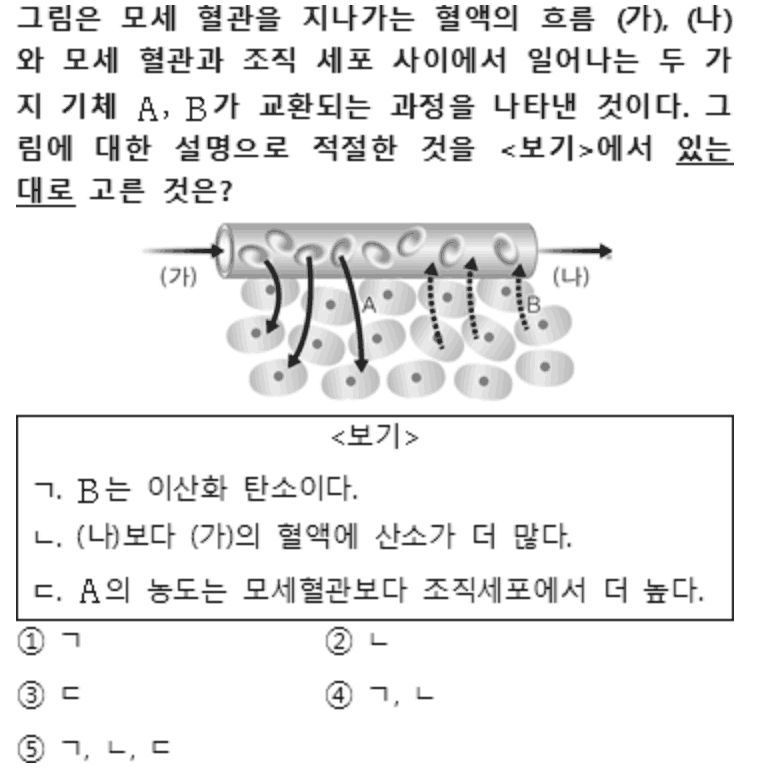 그림은 모세 혈관을 지나가는 혈액의 흐름 (가), (나)
와 모세 혈관과 조직 세포 사이에서 일어나는 두 가
지 기체 A, B가 교환되는 과정을 나타낸 것이다. 그
림에 대한 설명으로 적절한 것을 <보기>에서 있는
대로 고른 것은?
(가)
(나)
A
B
<보기>
ㄱ. B는 이산화 탄소이다.
ㄴ. (나)보다 (가)의 혈액에 산소가 더 많다.
ㄷ. A의 농도는 모세혈관보다 조직세포에서 더 높다.
① ㄱ ② ㄴ
③ ㄷ ④ ㄱ, ㄴ
⑤ ㄱ, ㄴ, ㄷ